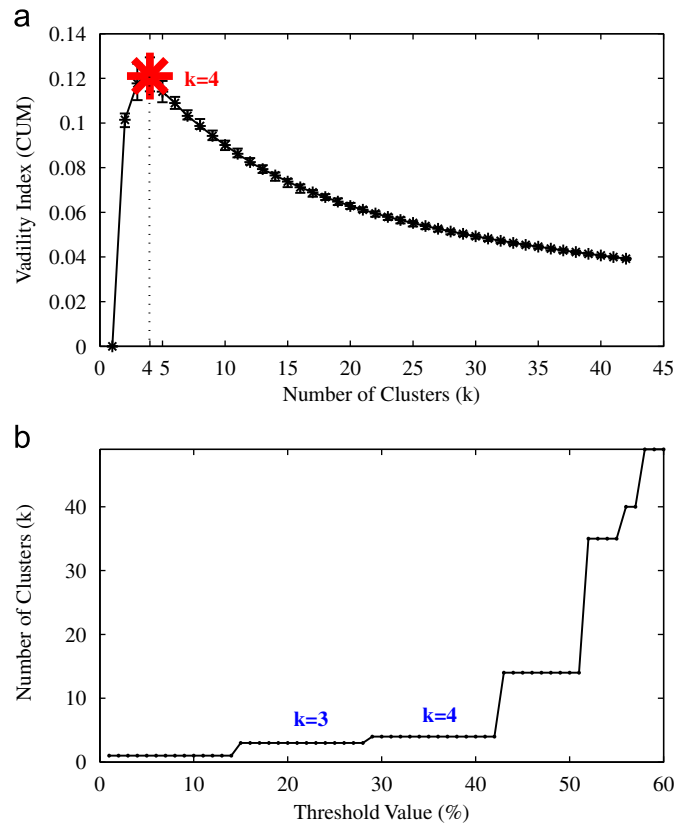 a
0.14
0.12
0.1
0.08
0.06
0.04
0.02
0
k=4
Vadility Index (CUM)
0 4 5 10 15 20 25 30 35 40 45
Number of Clusters (k)
b
40
30
20
10
0
k=3
k=4
Number of Clusters (k)
0 10 20 30 40 50 60
Threshold Value (%)